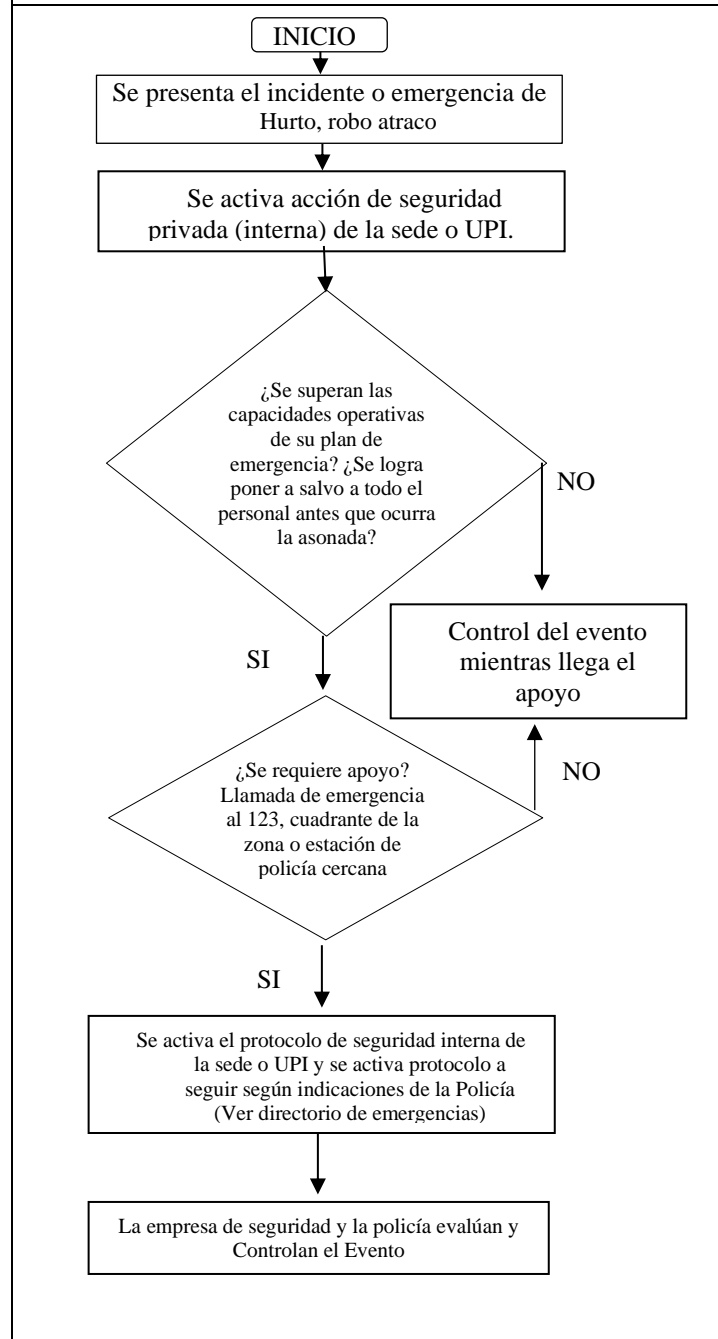 INICIO
Se presenta el incidente o emergencia de
Hurto, robo atraco
Se activa acción de seguridad
privada (interna) de la sede o UPI.
¿Se superan las
capacidades operativas
de su plan de
emergencia? ¿Se logra
poner a salvo a todo el
personal antes que ocurra
la asonada?
NO
Control del evento
mientras llega el
apoyo
SI
¿Se requiere apoyo?
Llamada de emergencia
al 123, cuadrante de la
zona o estación de
policía cercana
NO
SI
Se activa el protocolo de seguridad interna de
la sede o UPI y se activa protocolo a
seguir según indicaciones de la Policía
(Ver directorio de emergencias)
La empresa de seguridad y la policía evalúan y
Controlan el Evento